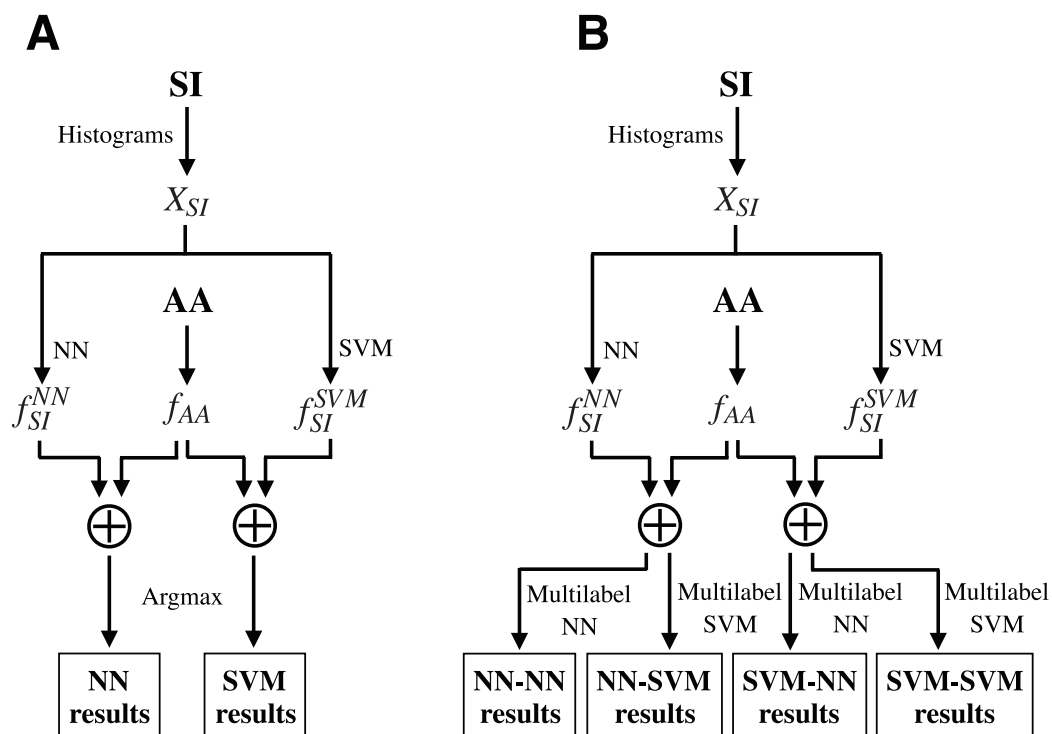 A
B
SI
SI
Histograms
Histograms
X_SI
X_SI
AA
AA
NN
SVM
NN
SVM
f_SI^NN
f_AA
f_SI^SVM
f_SI^NN
f_AA
f_SI^SVM
Argmax
Multilabel
NN
Multilabel
SVM
Multilabel
NN
Multilabel
SVM
NN
results
SVM
results
NN-NN
results
NN-SVM
results
SVM-NN
results
SVM-SVM
results